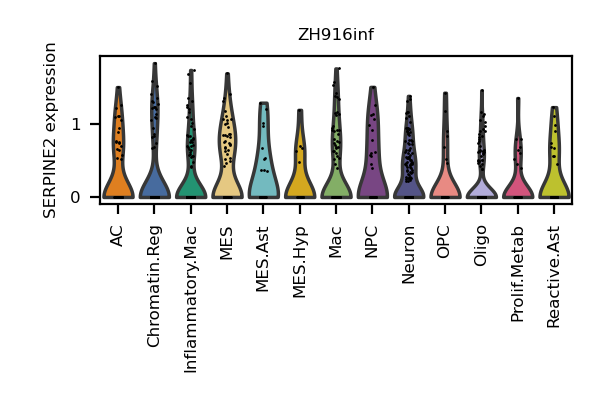 ZH916inf
SERPINE2 expression
1
0
AC
Chromatin.Reg
Inflammatory.Mac
MES
MES.Ast
MES.Hyp
Mac
NPC
Neuron
OPC
Oligo
Prolif.Metab
Reactive.Ast